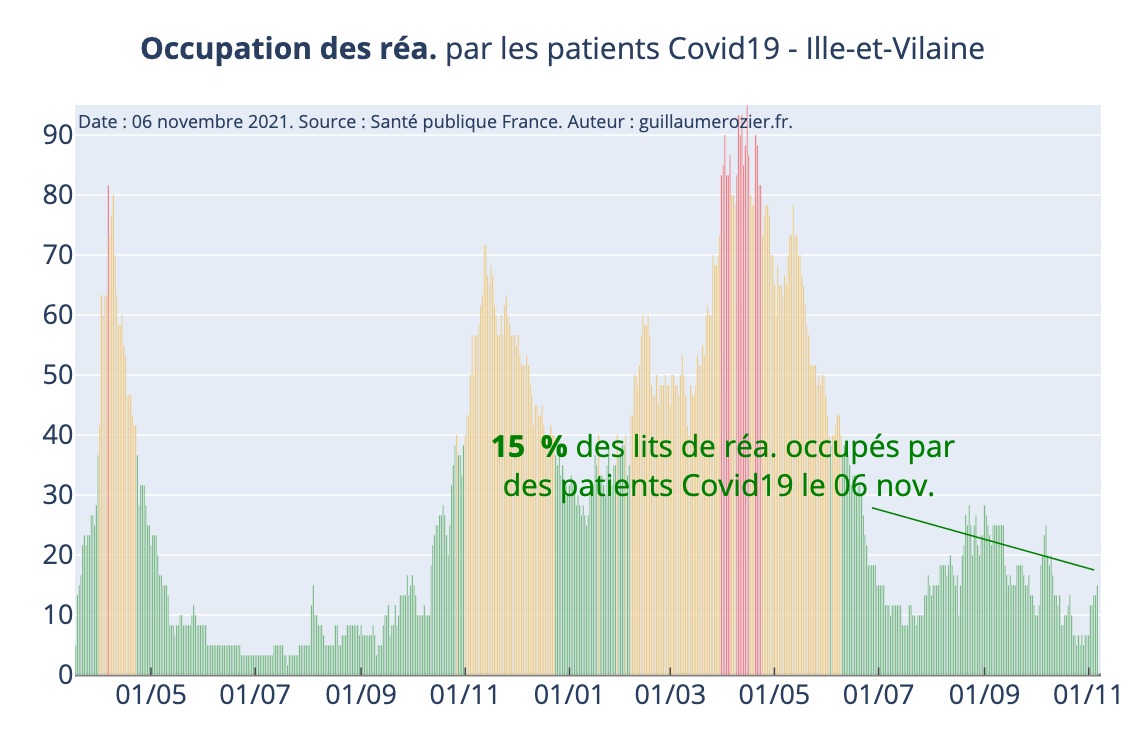 Occupation des réa. par les patients Covid19 - Ille-et-Vilaine
Date : 06 novembre 2021. Source : Santé publique France. Auteur : guillaumerozier.fr.
90
80
70
60
50
40
30
20
10
0
15 % des lits de réa. occupés par
des patients Covid19 le 06 nov.
01/05 01/07 01/09 01/11 01/01 01/03 01/05 01/07 01/09 01/11